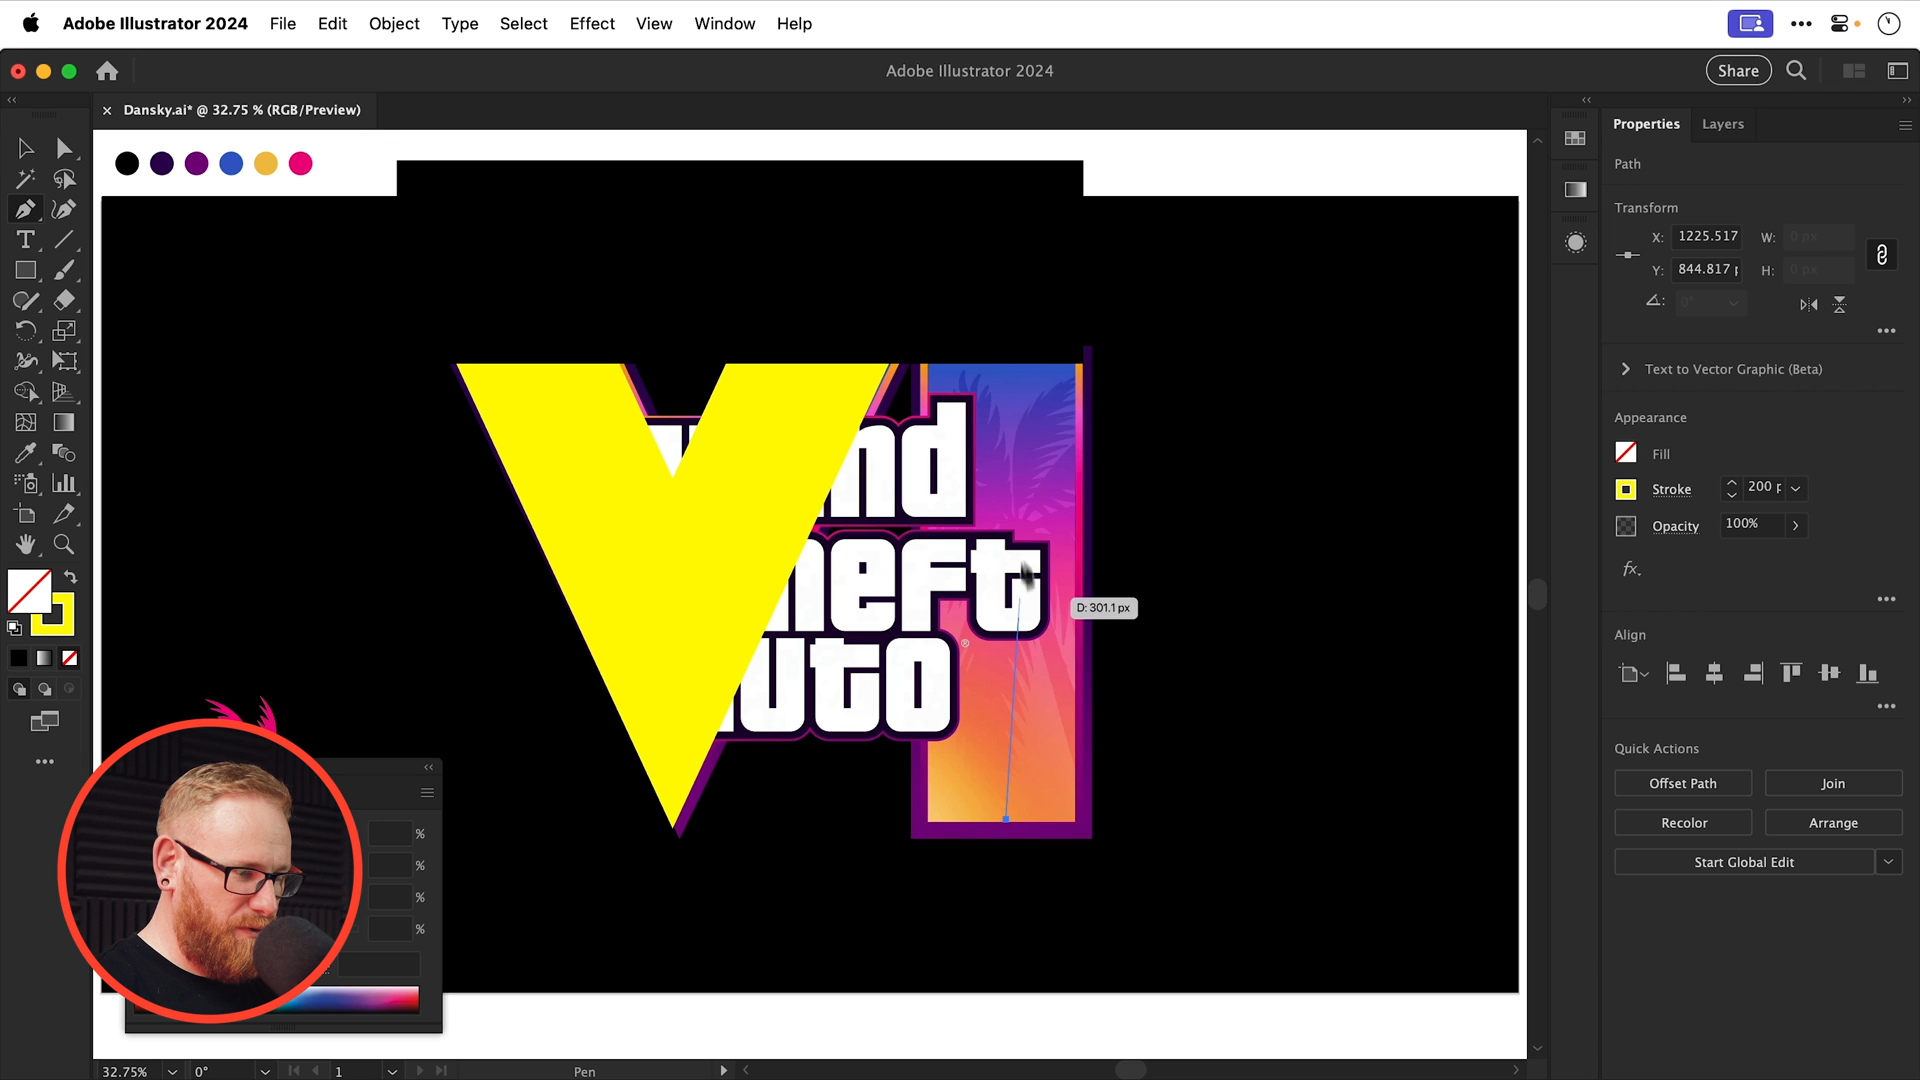 Adobe Illustrator 2024 File Edit Object Type Select Effect View Window Help
Adobe Illustrator 2024
Share
Dansky.ai* @ 32.75 % (RGB/Preview)
Properties Layers
Path
Transform
X: 1225.517 W: 0 px
Y: 844.817 H: 0 px
0°
Text to Vector Graphic (Beta)
Appearance
Fill
Stroke 200
Opacity 100%
fx
nd
eft
uto
®
D: 301.1 px
Align
Quick Actions
Offset Path Join
Recolor Arrange
Start Global Edit
%
%
%
%
32.75% 0° 1 Pen